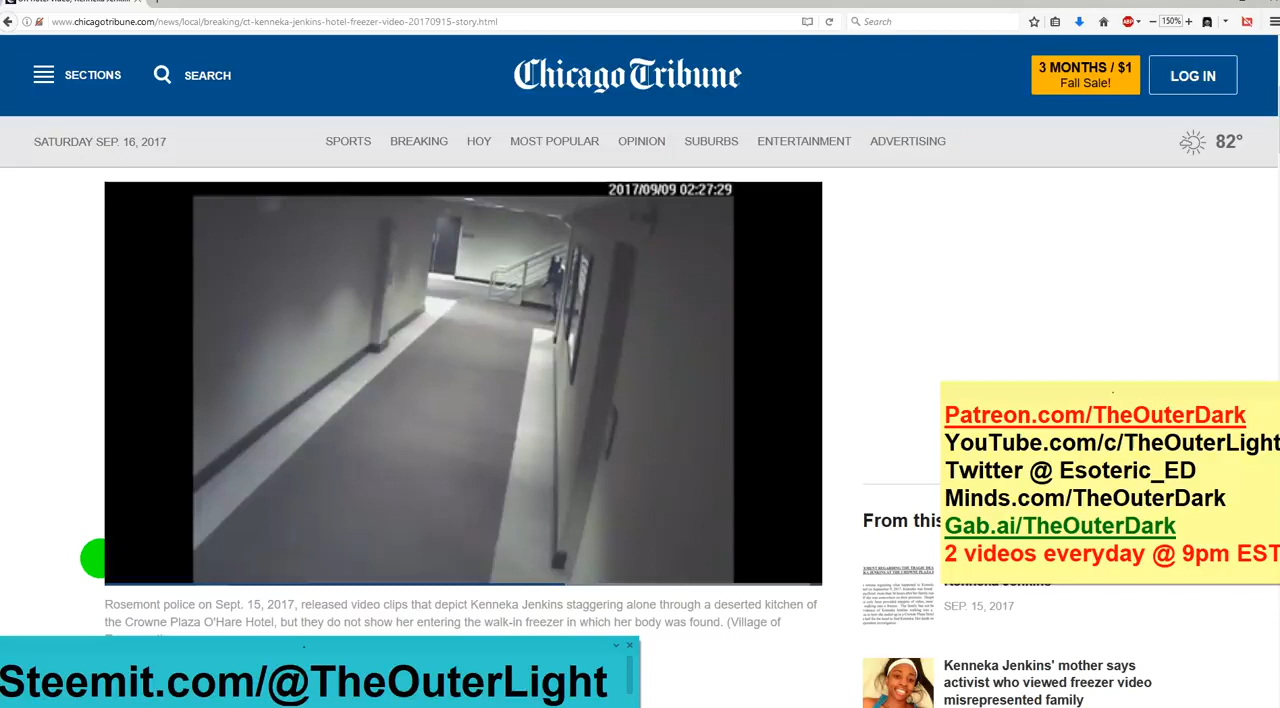 www.chicagotribune.com/news/local/breaking/ct-kenneka-jenkins-hotel-freezer-video-20170915-story.html
150%
Search
SECTIONS
SEARCH
Chicago Tribune
3 MONTHS / $1
Fall Sale!
LOG IN
SATURDAY SEP. 16, 2017
SPORTS
BREAKING
HOY
MOST POPULAR
OPINION
SUBURBS
ENTERTAINMENT
ADVERTISING
82°
2017/09/09 02:27:29
Patreon.com/TheOuterDark
YouTube.com/c/TheOuterLight
Twitter @ Esoteric_ED
Minds.com/TheOuterDark
Gab.ai/TheOuterDark
2 videos everyday @ 9pm EST
From this
Kenneka Jenkins
SEP. 15, 2017
Rosemont police, on Sept. 15, 2017, released videos that depict Kenneka Jenkins staggering alone through a deserted kitchen
of the Crowne Plaza O'Hare Hotel, but they do not show her entering the walk-in freezer in which her body was found. (Village of
Steemit.com/@TheOuterLight
Kenneka Jenkins' mother says
activist who viewed freezer video
misrepresented family